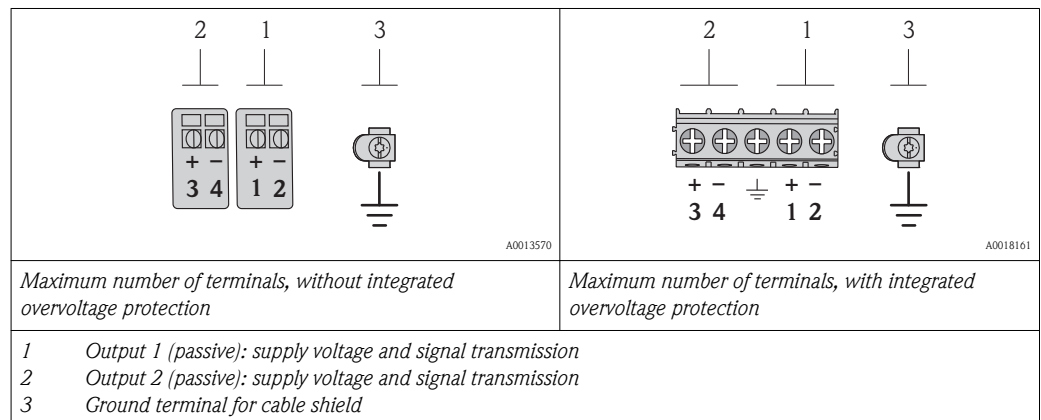 2 1 3
+ − + −
3 4 1 2
A0013570
Maximum number of terminals, without integrated
overvoltage protection
2 1 3
+ − + −
3 4 1 2
A0018161
Maximum number of terminals, with integrated
overvoltage protection
1 Output 1 (passive): supply voltage and signal transmission
2 Output 2 (passive): supply voltage and signal transmission
3 Ground terminal for cable shield